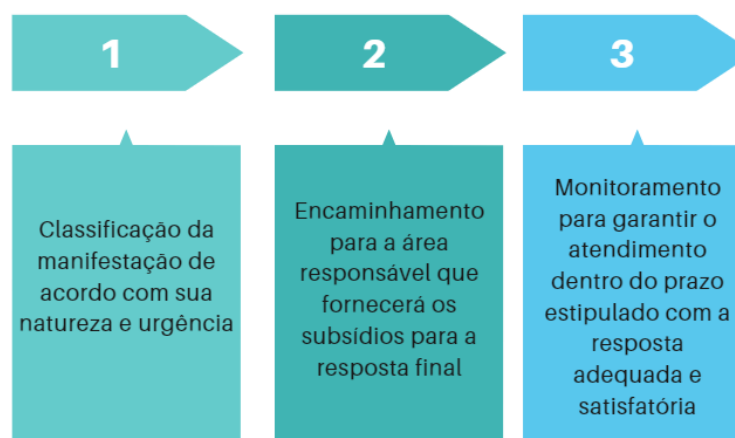 1
Classificação da
manifestação de
acordo com sua
natureza e urgência
2
Encaminhamento
para a área
responsável que
fornecerá os
subsídios para a
resposta final
3
Monitoramento
para garantir o
atendimento
dentro do prazo
estipulado com a
resposta
adequada e
satisfatória